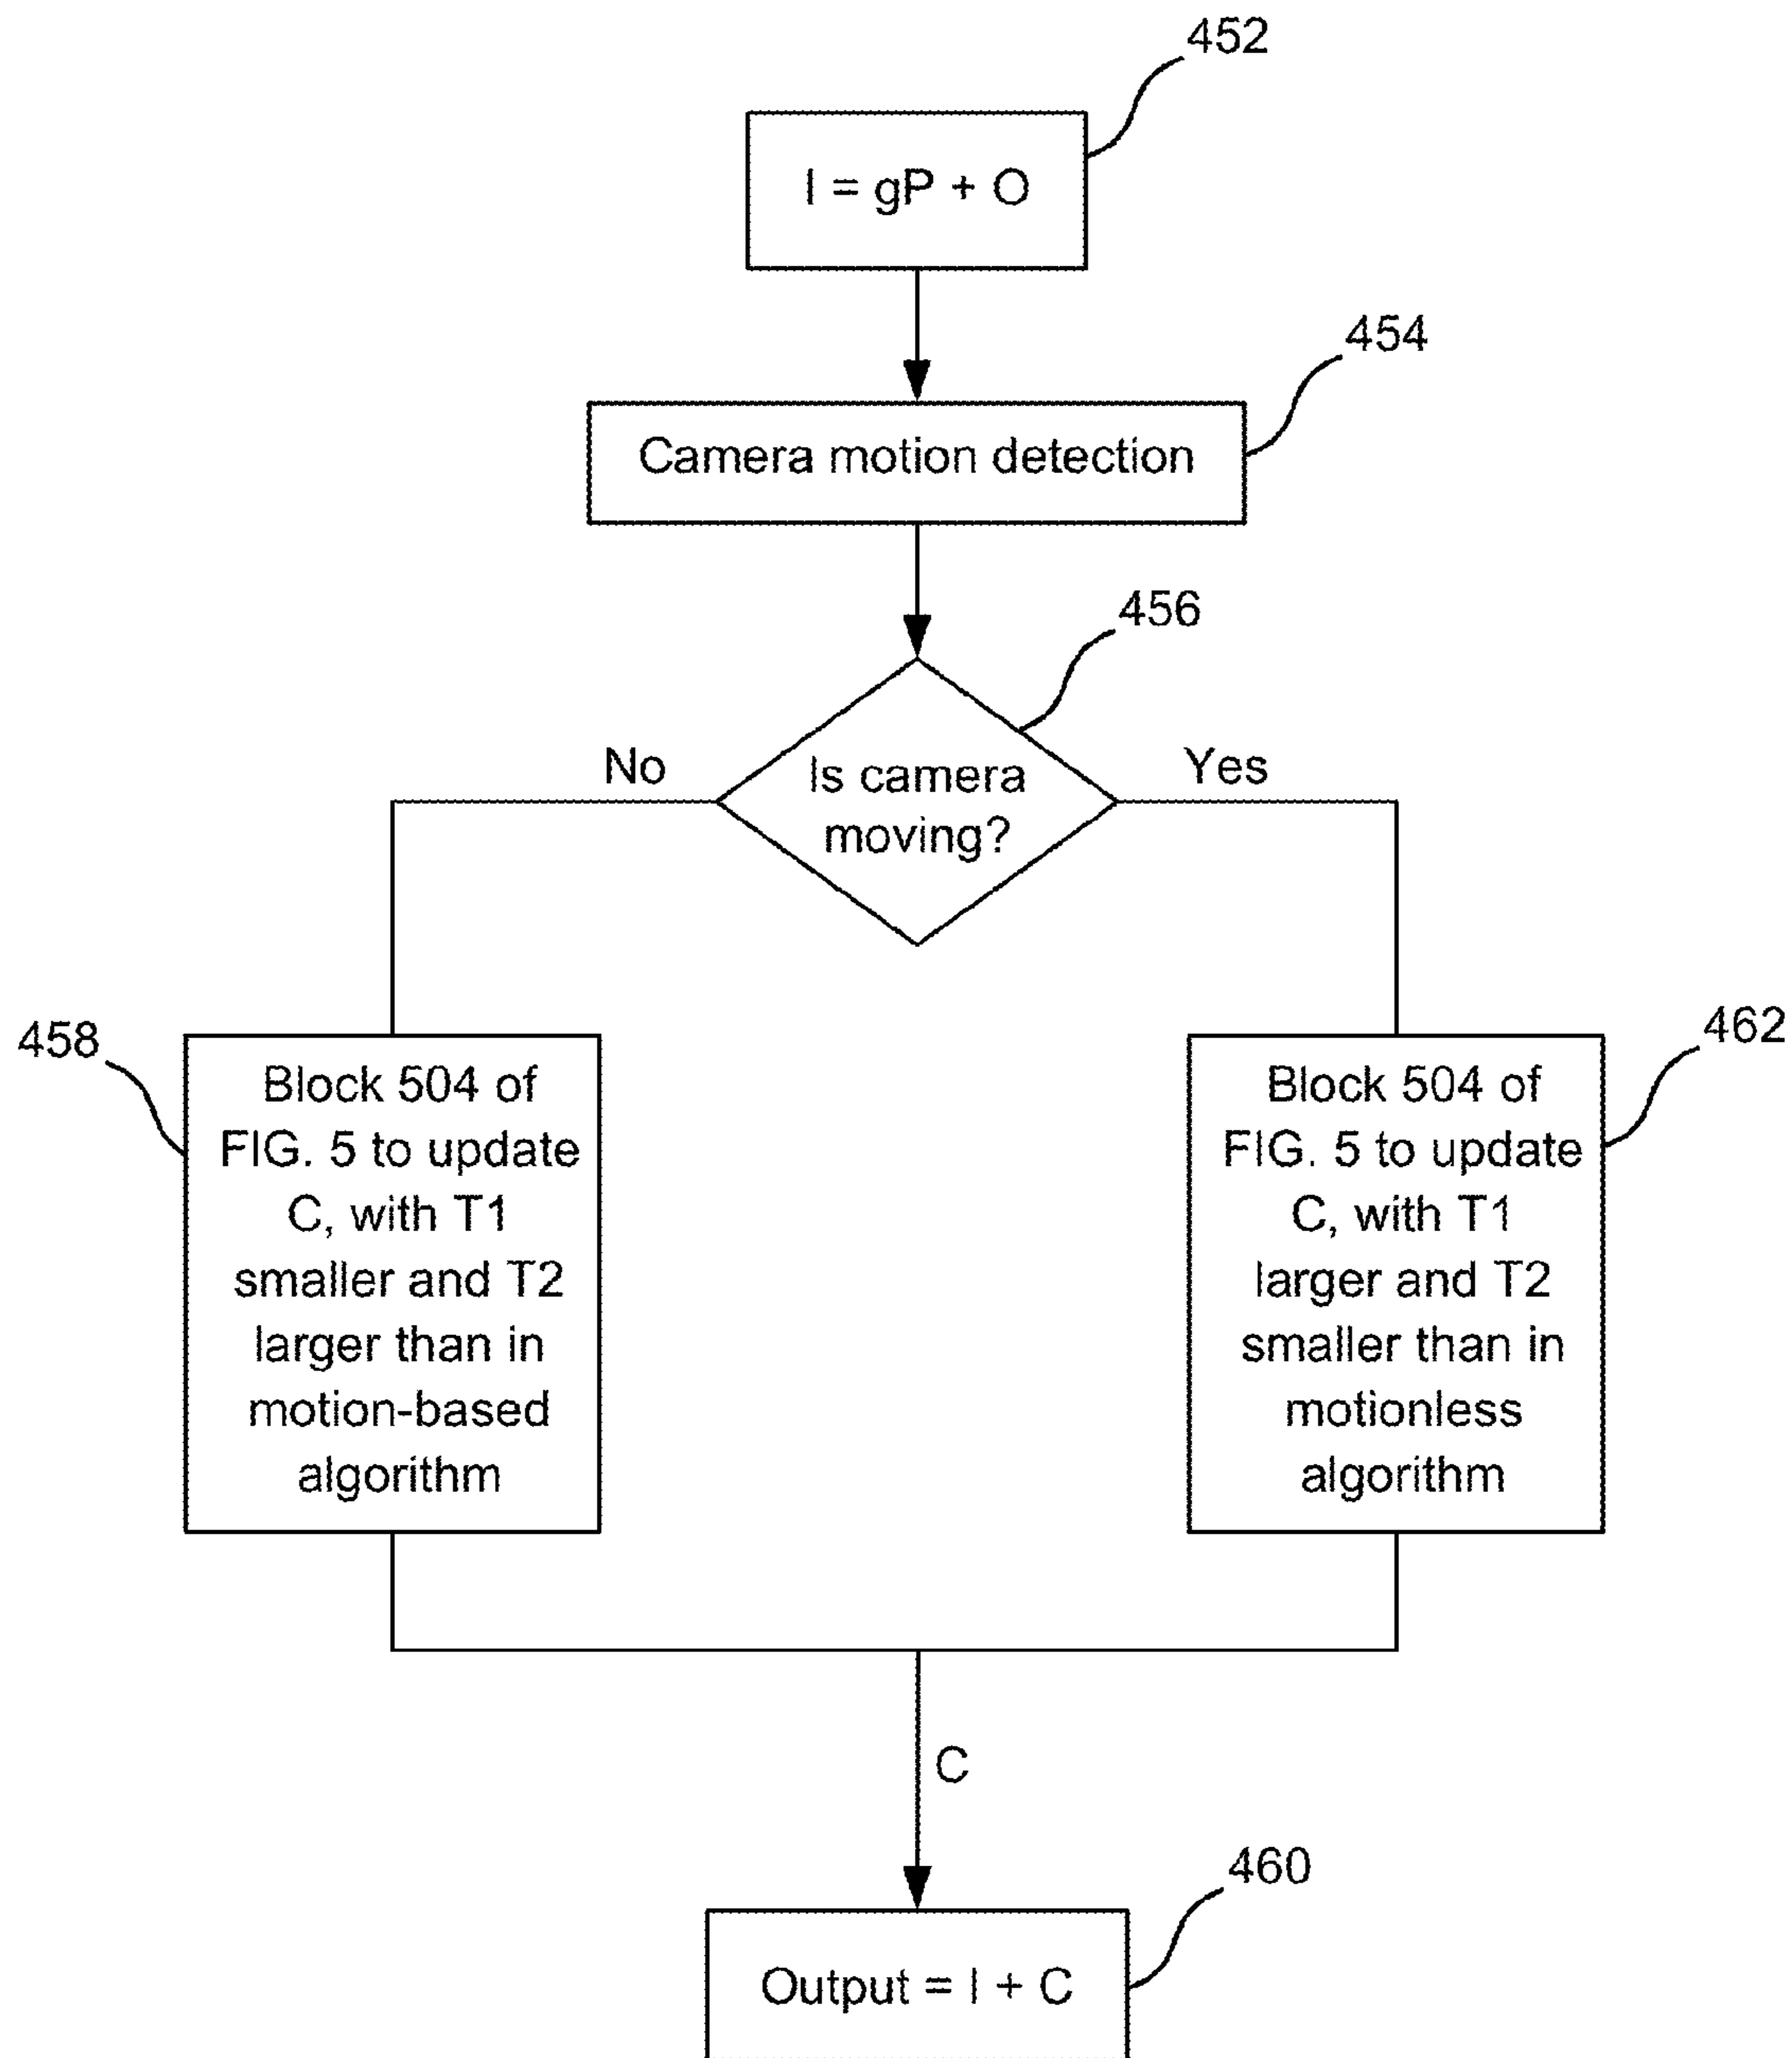 452
I = gP + O
454
Camera motion detection
456
No
Is camera
moving?
Yes
458
Block 504 of
FIG. 5 to update
C, with T1
smaller and T2
larger than in
motion-based
algorithm
462
Block 504 of
FIG. 5 to update
C, with T1
larger and T2
smaller than in
motionless
algorithm
C
460
Output = I + C